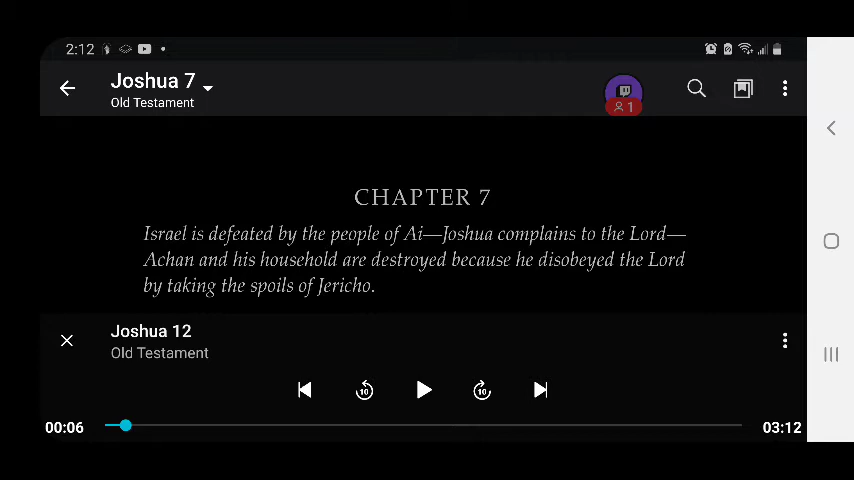 2:12
Joshua 7
Old Testament
1
CHAPTER 7
Israel is defeated by the people of Ai—Joshua complains to the Lord—
Achan and his household are destroyed because he disobeyed the Lord
by taking the spoils of Jericho.
Joshua 12
Old Testament
10
10
00:06
03:12